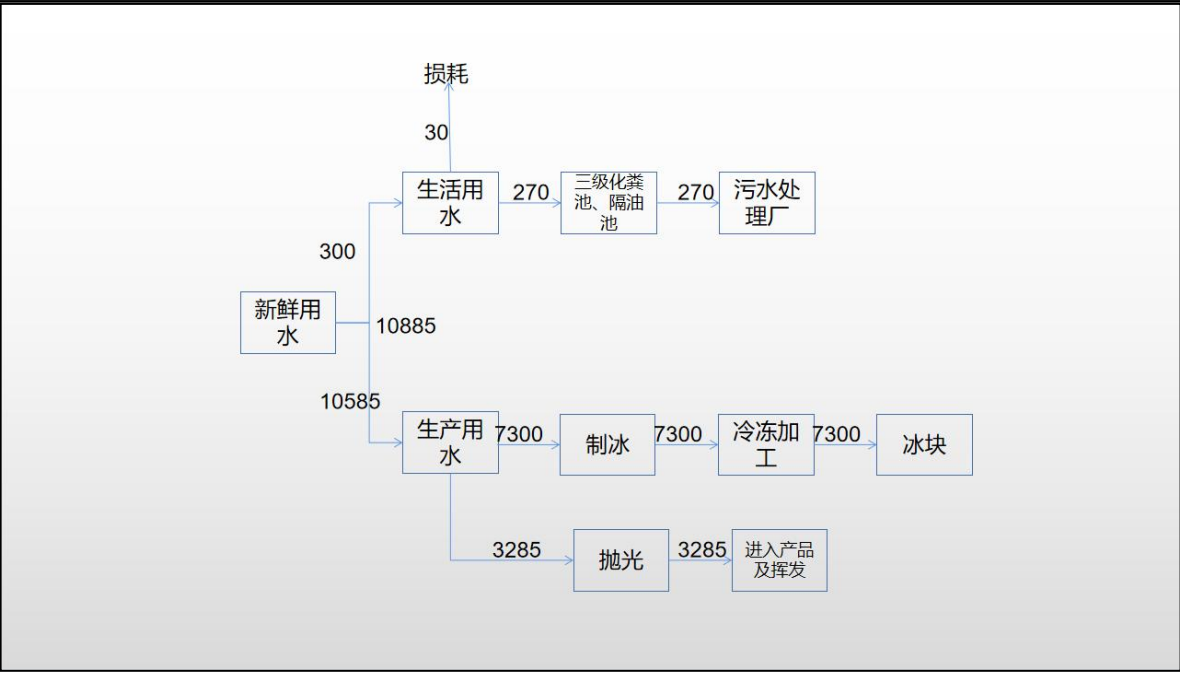 损耗
30
生活用
水
270
三级化粪
池、隔油
池
270
污水处
理厂
300
新鲜用
水
10885
10585
生产用
水
7300
制冰
7300
冷冻加
工
7300
冰块
3285
抛光
3285
进入产品
及挥发